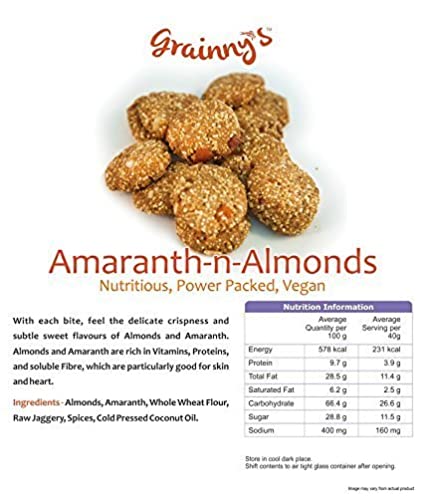 Grainny's™
Amaranth-n-Almonds
Nutritious, Power Packed, Vegan
With each bite, feel the delicate crispness and
subtle sweet flavours of Almonds and Amaranth.
Almonds and Amaranth are rich in Vitamins, Proteins,
and soluble Fibre, which are particularly good for skin
and heart.
Ingredients - Almonds, Amaranth, Whole Wheat Flour,
Raw Jaggery, Spices, Cold Pressed Coconut Oil.
Nutrition Information
Average Quantity per 100 g Average Serving per 40g
Energy 578 kcal 231 kcal
Protein 9.7 g 3.9 g
Total Fat 28.5 g 11.4 g
Saturated Fat 6.2 g 2.5 g
Carbohydrate 66.4 g 26.6 g
Sugar 28.8 g 11.5 g
Sodium 400 mg 160 mg
Store in cool dark place.
Shift contents to air tight glass container after opening.
Image may vary from actual product